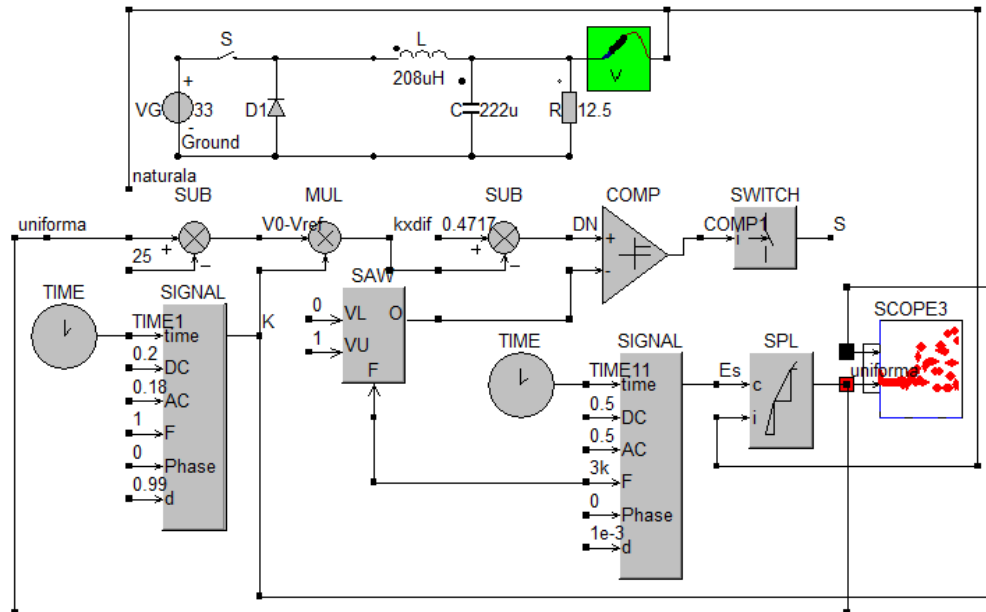 S
L
208uH
V
+
VG
33
-
D1
C
222u
R
12.5
Ground
naturala
SUB
MUL
SUB
COMP
SWITCH
uniforma
V0-Vref
kxdif
0.4717
DN
COMP1
S
+
-
25
+
-
+
-
i
TIME
SIGNAL
SAW
K
TIME1
time
0.2
DC
0.18
AC
1
F
0
Phase
0.99
d
0
VL
O
1
VU
F
TIME
SIGNAL
SPL
SCOPE3
TIME11
time
Es
c
uniforma
0.5
DC
i
0.5
AC
3k
F
0
Phase
1e-3
d